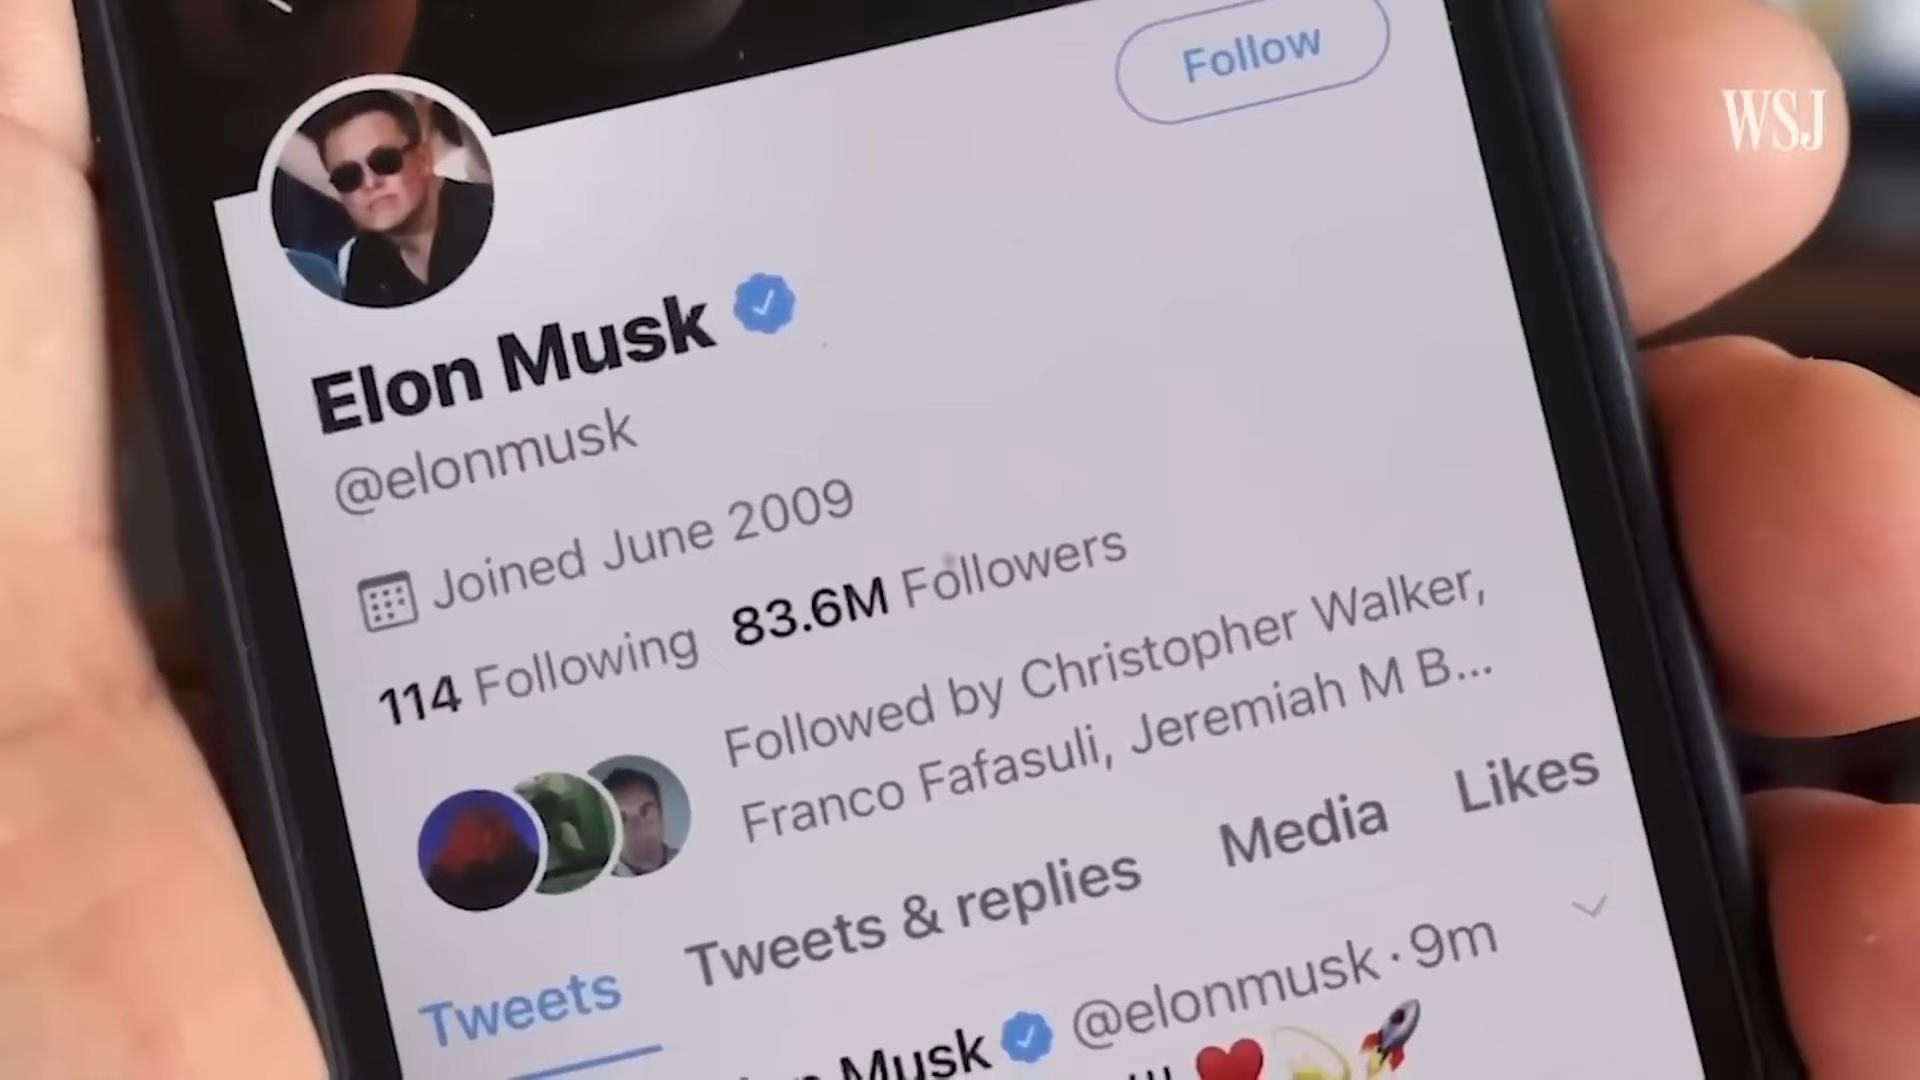 Follow
WSJ
Elon Musk
@elonmusk
Joined June 2009
114 Following 83.6M Followers
Followed by Christopher Walker,
Franco Fafasuli, Jeremiah M B...
Tweets Tweets & replies Media Likes
Musk @elonmusk · 9m